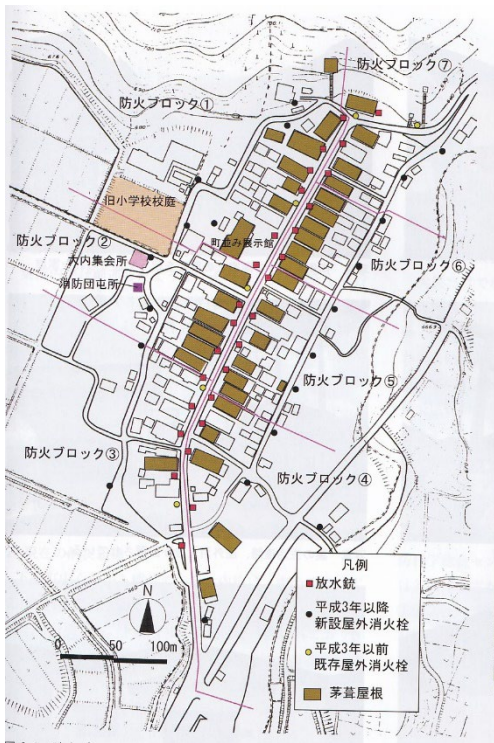 防火ブロック⑦
防火ブロック①
旧小学校校庭
防火ブロック②
大内集会所
町並み展示館
防火ブロック⑥
消防団屯所
防火ブロック⑤
防火ブロック③
防火ブロック④
凡例
放水銃
平成3年以降
新設屋外消火栓
平成3年以前
既存屋外消火栓
茅葺屋根
N
0 50 100m